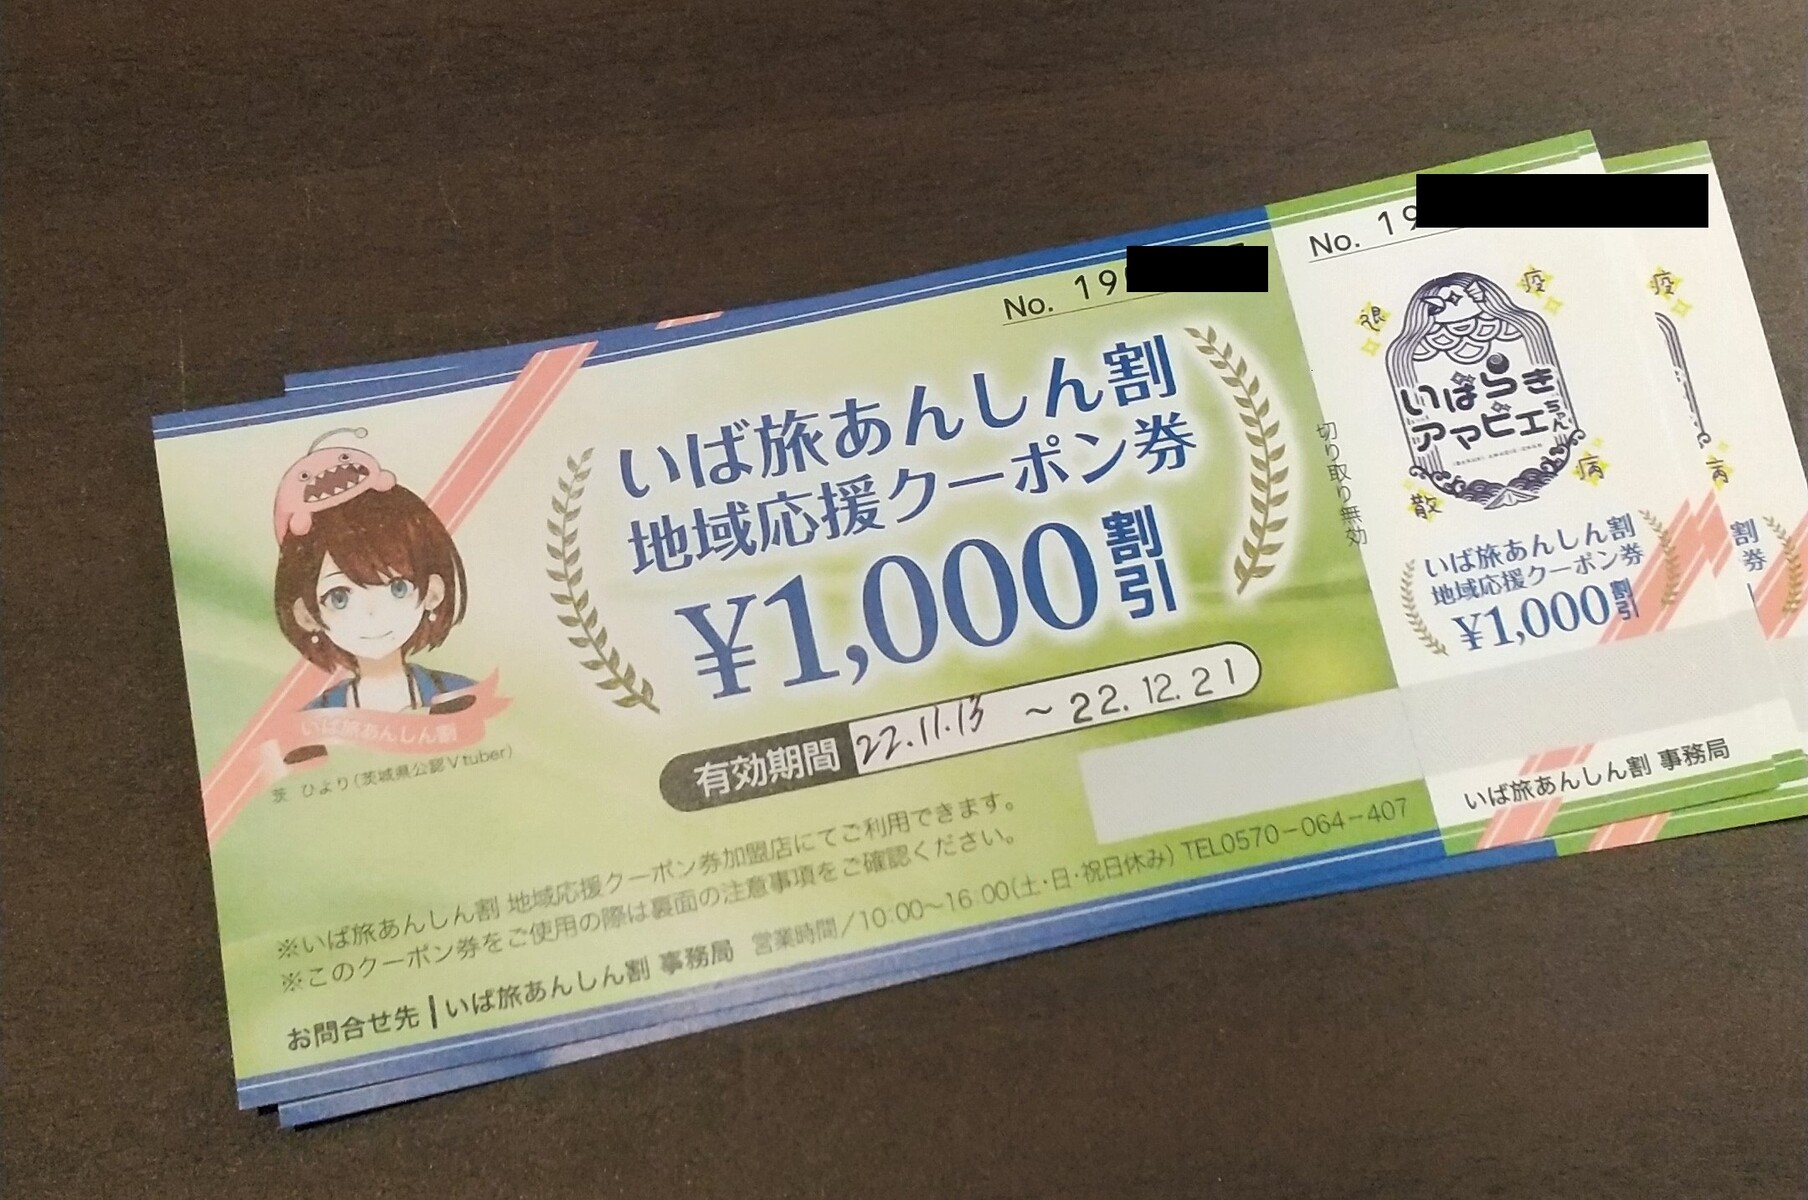 No. 19
いば旅あんしん割
地域応援クーポン券
¥1,000割引
有効期間 22.11.13 ～ 22.12.21
いば旅あんしん割
茨 ひより(茨城県公認Vtuber)
※いば旅あんしん割 地域応援クーポン券加盟店にてご利用できます。
※このクーポン券をご使用の際は裏面の注意事項をご確認ください。
お問合せ先 いば旅あんしん割 事務局 営業時間/10:00～16:00(土・日・祝日休み) TEL0570-064-407
切り取り無効
No. 19
疫
病
退
散
いばらき
アマビエちゃん
いば旅あんしん割
地域応援クーポン券
¥1,000割引
いば旅あんしん割 事務局
疫
病
割
券